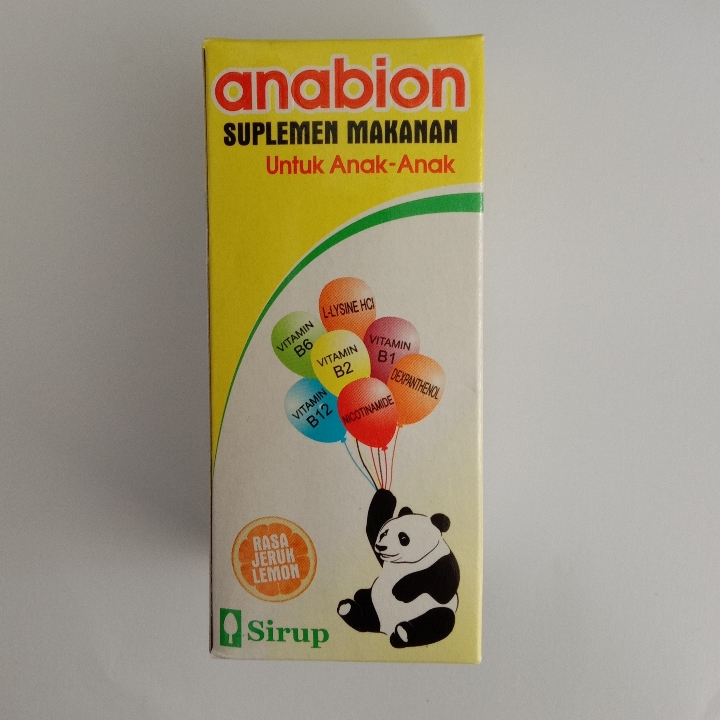 anabion
SUPLEMEN MAKANAN
Untuk Anak-Anak
L-LYSINE HCl
VITAMIN
B6
VITAMIN
B1
VITAMIN
B2
DEXPANTHENOL
VITAMIN
B12
NICOTINAMIDE
RASA
JERUK
LEMON
Sirup